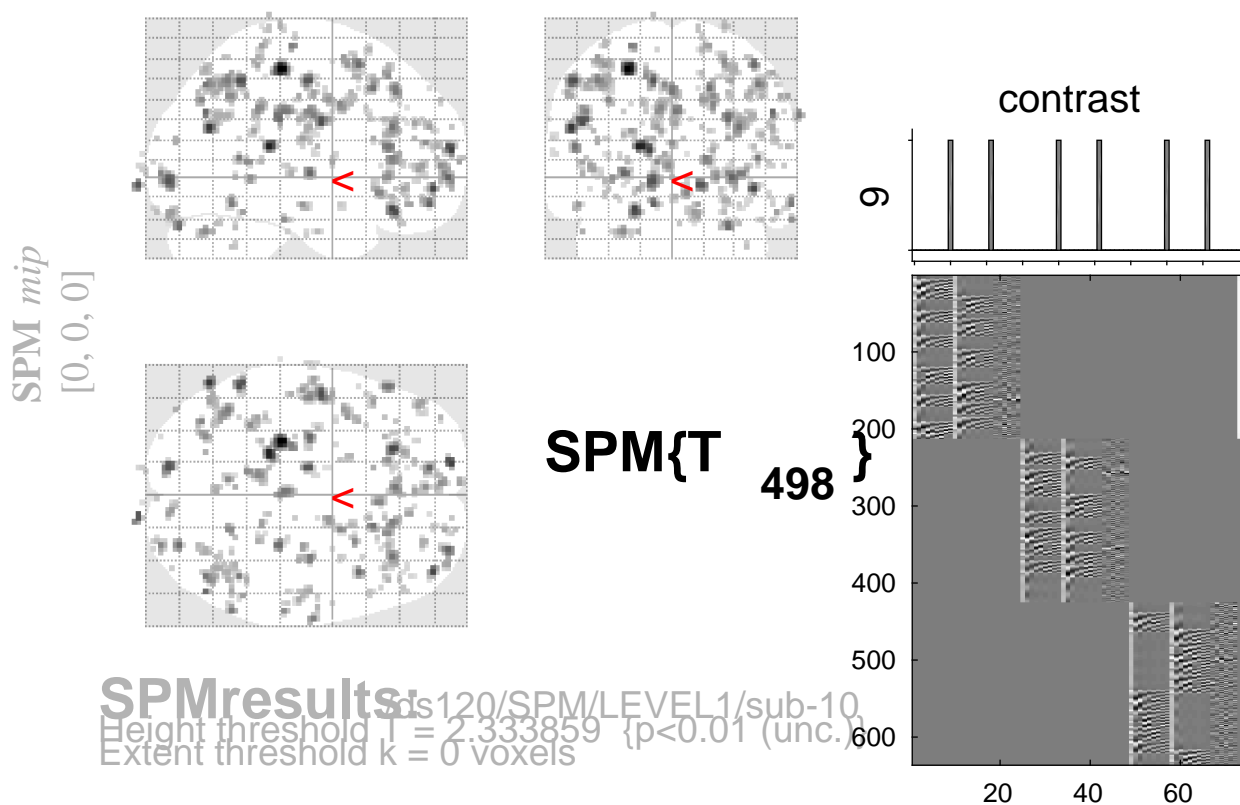 SPM mip
[0, 0, 0]
<
<
<
SPM{T 498 }
contrast
9
100
200
300
400
500
600
20 40 60
SPMresults: /ds120/SPM/LEVEL1/sub-10
Height threshold T = 2.333859 {p<0.01 (unc.)}
Extent threshold k = 0 voxels